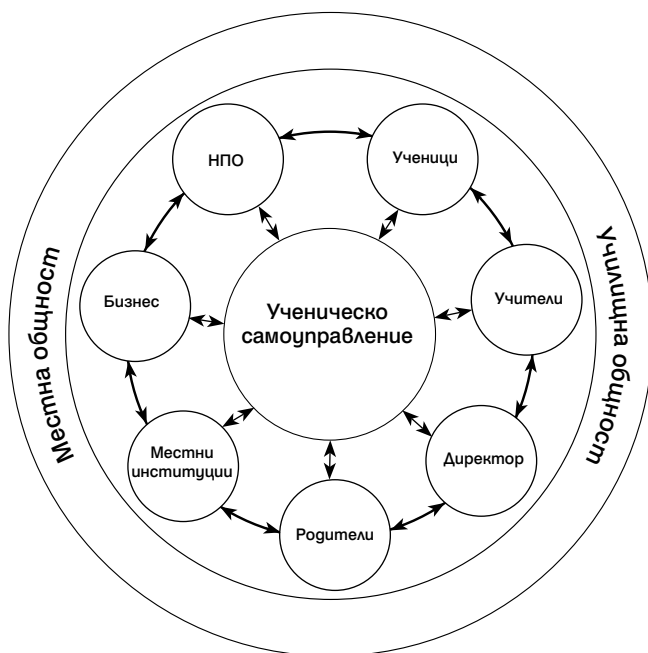 НПО
Ученици
Местна общност
Училищна общност
Бизнес
Ученическо
самоуправление
Учители
Местни
институции
Директор
Родители